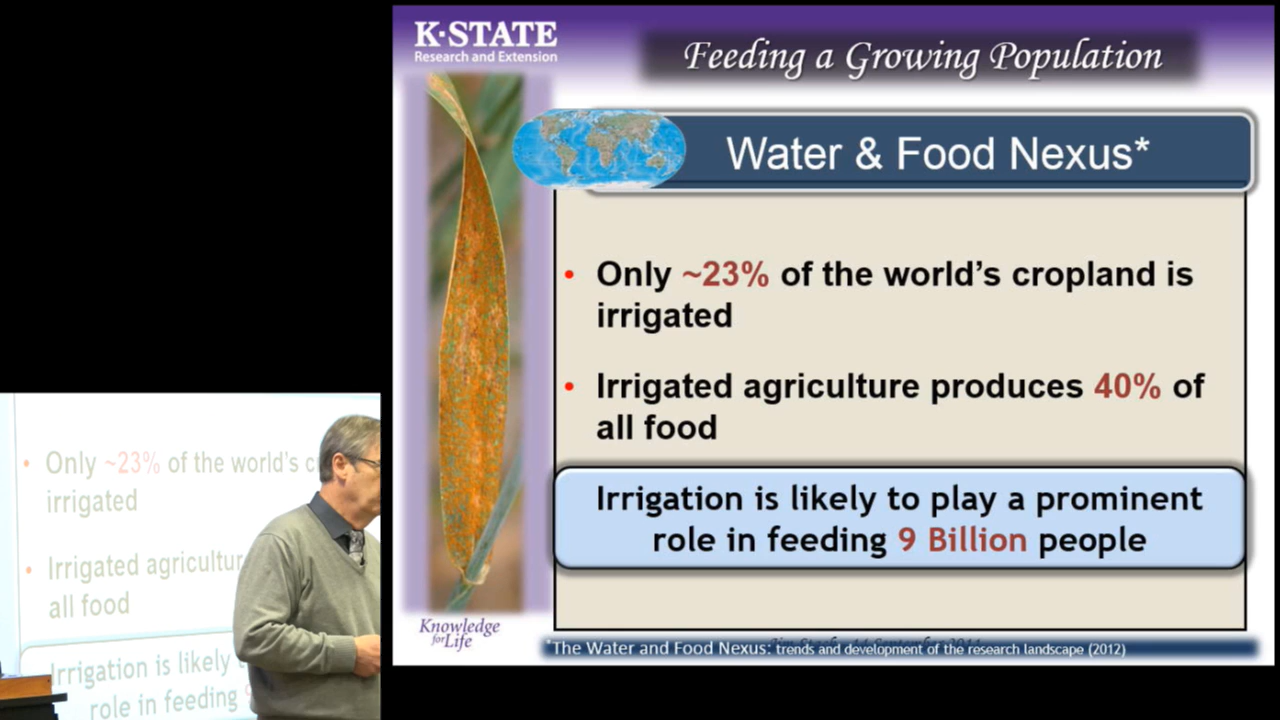 K•STATE
Research and Extension
Feeding a Growing Population
Water & Food Nexus*
• Only ~23% of the world's cropland is
irrigated
• Irrigated agriculture produces 40% of
all food
Irrigation is likely to play a prominent
role in feeding 9 Billion people
Knowledge
for Life
*The Water and Food Nexus: trends and development of the research landscape (2012)
• Only ~23% of the world's c
irrigated
• Irrigated agricultur
all food
Irrigation is likely
role in feeding